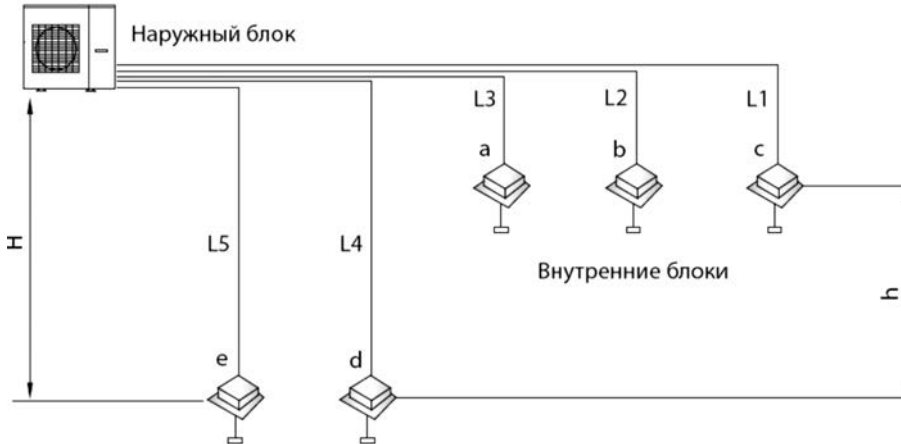 Наружный блок
L3
L2
L1
a
b
c
H
L5
L4
Внутренние блоки
h
e
d